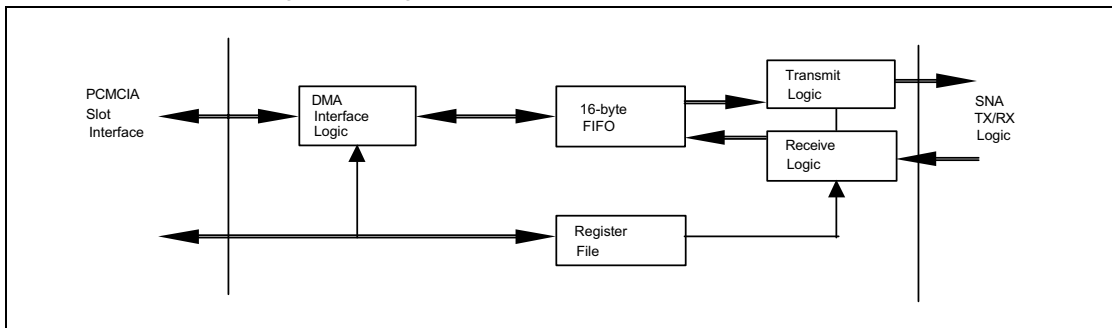 PCMCIA
Slot
Interface
DMA
Interface
Logic
16-byte
FIFO
Transmit
Logic
Receive
Logic
SNA
TX/RX
Logic
Register
File